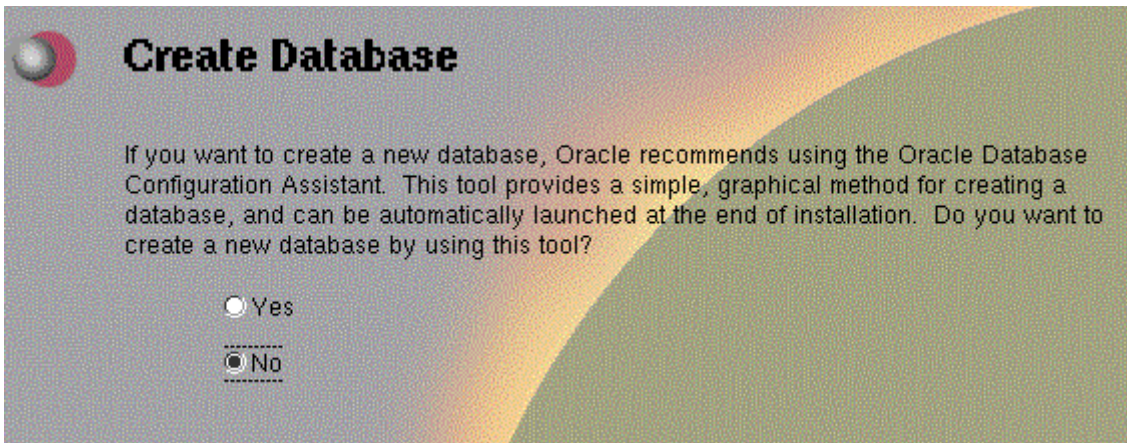 Create Database
If you want to create a new database, Oracle recommends using the Oracle Database
Configuration Assistant.  This tool provides a simple, graphical method for creating a
database, and can be automatically launched at the end of installation.  Do you want to
create a new database by using this tool?
Yes
No